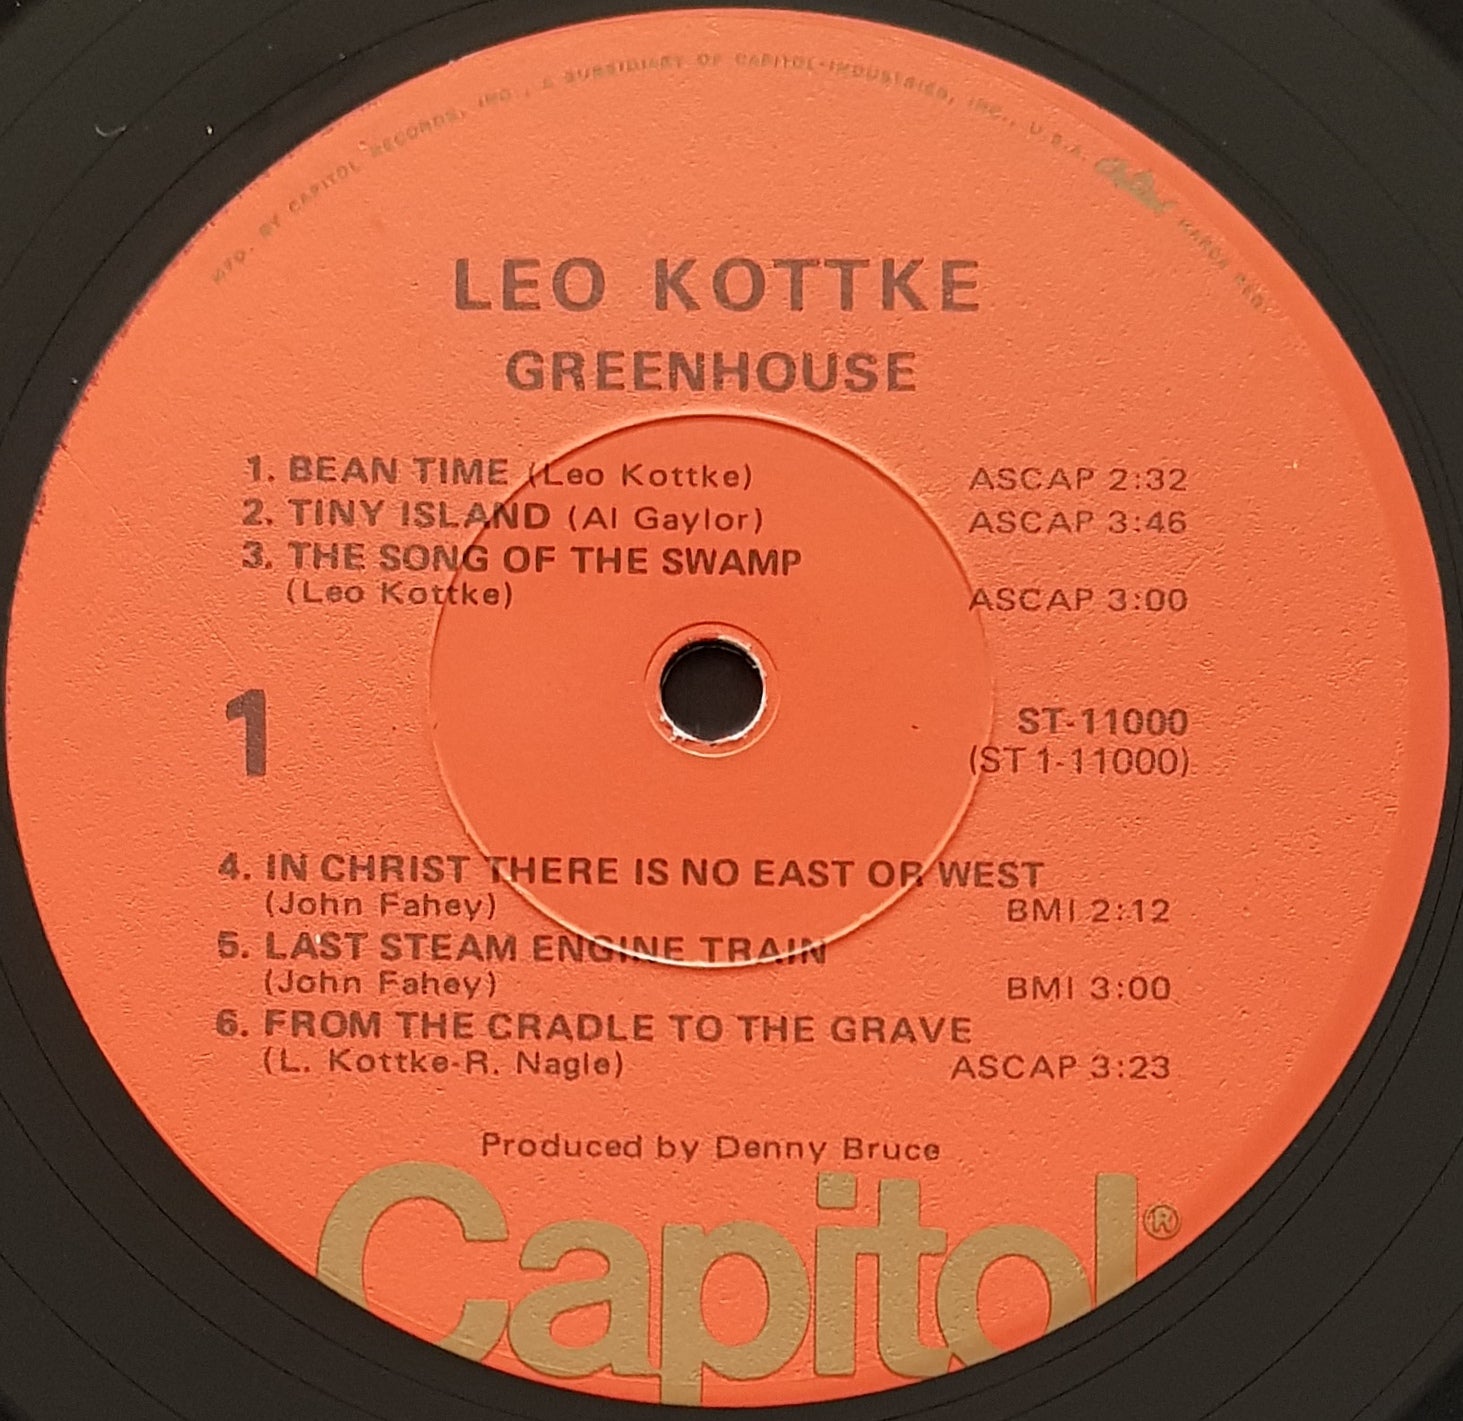 MFD. BY CAPITOL RECORDS, INC., A SUBSIDIARY OF CAPITOL INDUSTRIES, INC., U.S.A. Capitol MARCA REG.
LEO KOTTKE
GREENHOUSE
1. BEAN TIME (Leo Kottke) ASCAP 2:32
2. TINY ISLAND (Al Gaylor) ASCAP 3:46
3. THE SONG OF THE SWAMP
(Leo Kottke) ASCAP 3:00
1
ST-11000
(ST 1-11000)
4. IN CHRIST THERE IS NO EAST OR WEST
(John Fahey) BMI 2:12
5. LAST STEAM ENGINE TRAIN
(John Fahey) BMI 3:00
6. FROM THE CRADLE TO THE GRAVE
(L. Kottke-R. Nagle) ASCAP 3:23
Produced by Denny Bruce
Capitol®